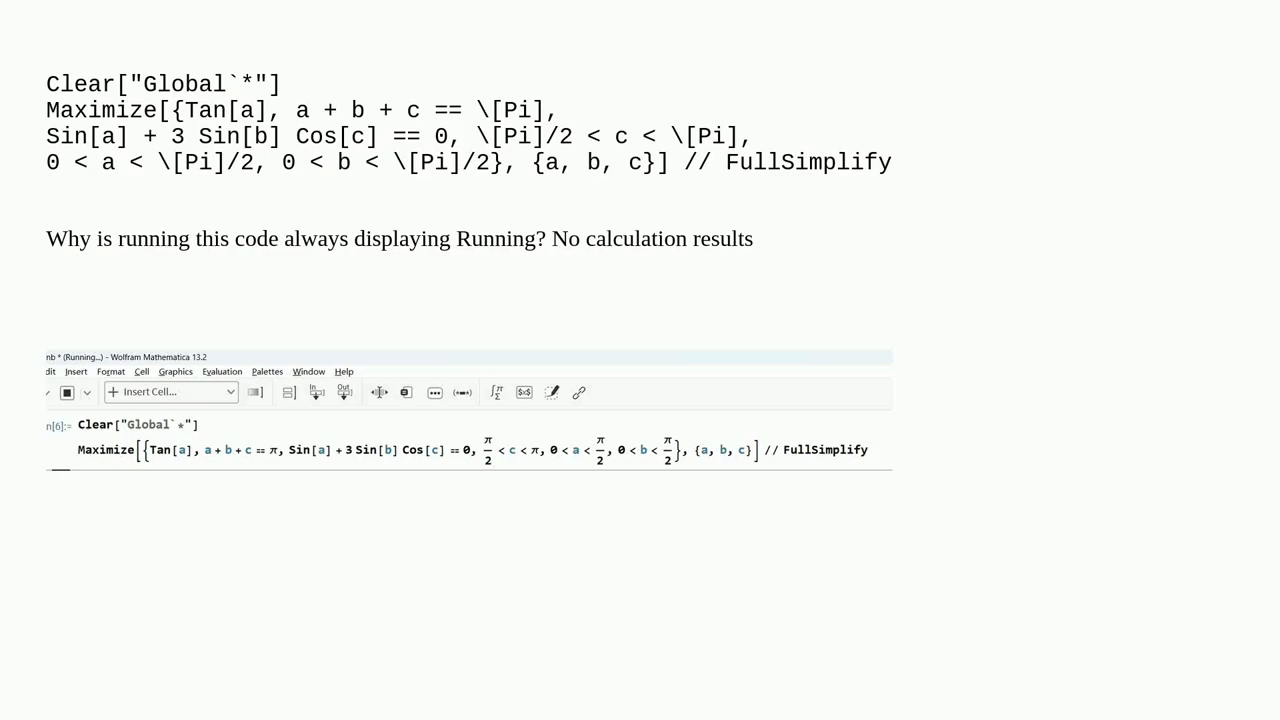 Clear["Global`*"]
Maximize[{Tan[a], a + b + c == \[Pi],
Sin[a] + 3 Sin[b] Cos[c] == 0, \[Pi]/2 < c < \[Pi],
0 < a < \[Pi]/2, 0 < b < \[Pi]/2}, {a, b, c}] // FullSimplify
Why is running this code always displaying Running? No calculation results
nb * (Running...) - Wolfram Mathematica 13.2
dit Insert Format Cell Graphics Evaluation Palettes Window Help
+ Insert Cell... In Out
n[6]:= Clear["Global`*"]
Maximize[{Tan[a], a + b + c == π, Sin[a] + 3 Sin[b] Cos[c] == 0, π/2 < c < π, 0 < a < π/2, 0 < b < π/2}, {a, b, c}] // FullSimplify